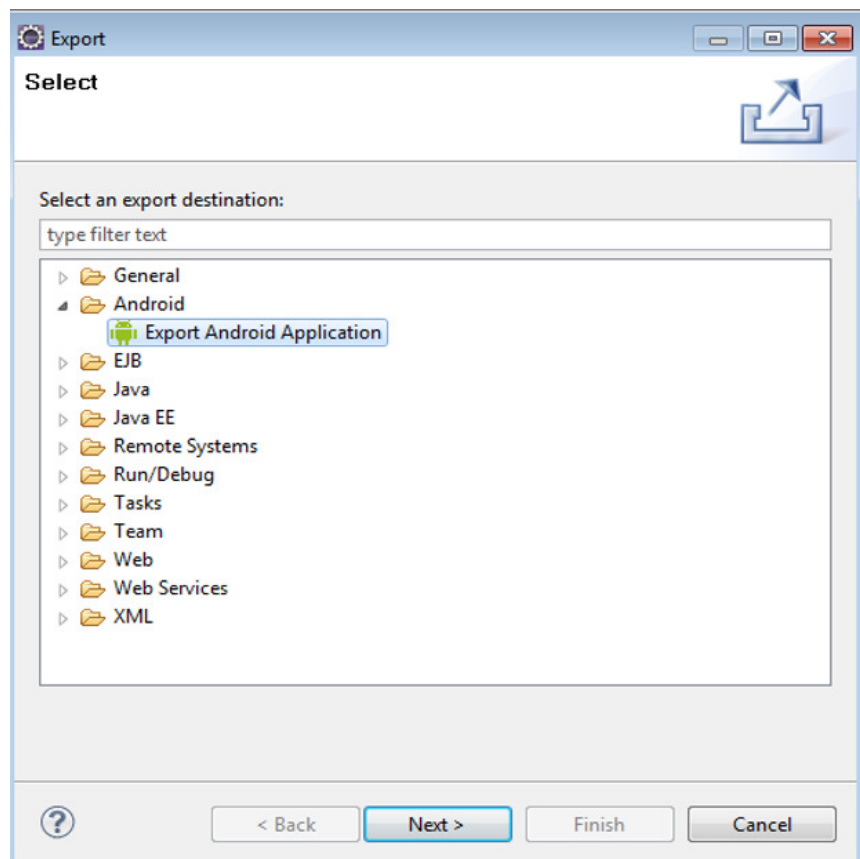 Export
Select
Select an export destination:
type filter text
General
Android
Export Android Application
EJB
Java
Java EE
Remote Systems
Run/Debug
Tasks
Team
Web
Web Services
XML
?
< Back Next > Finish Cancel